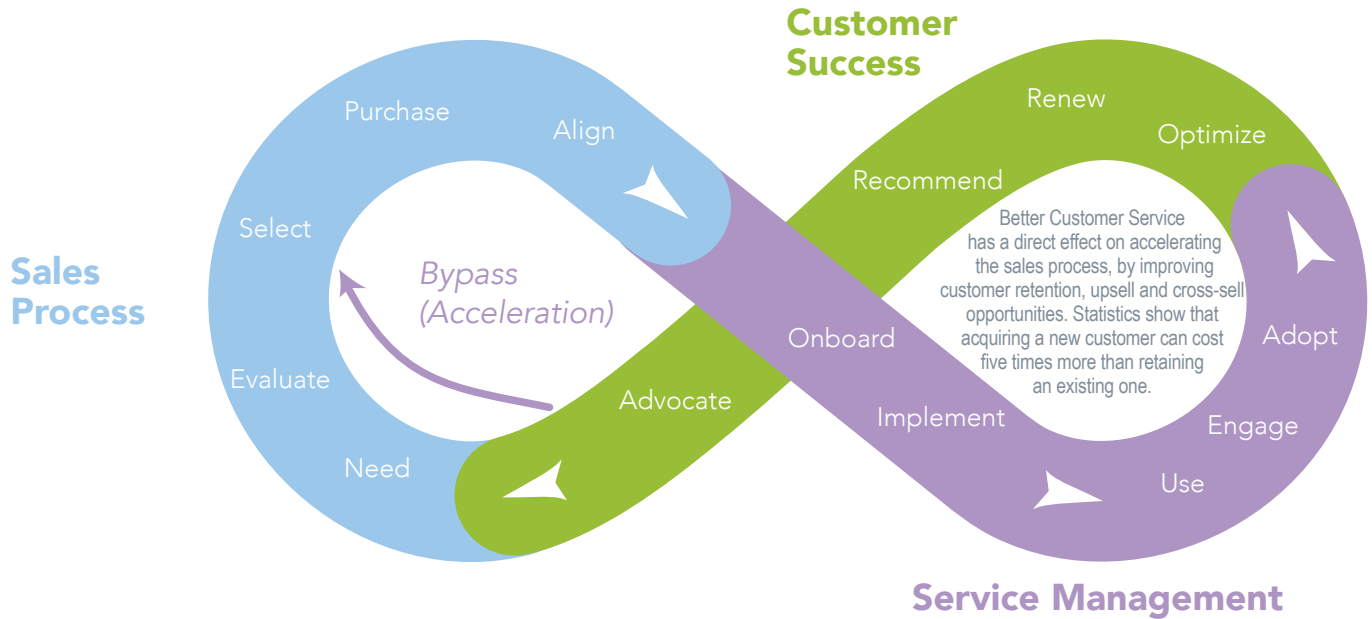 Customer
Success
Renew
Optimize
Purchase
Align
Recommend
Select
Better Customer Service
has a direct effect on accelerating
the sales process, by improving
customer retention, upsell and cross-sell
opportunities. Statistics show that
acquiring a new customer can cost
five times more than retaining
an existing one.
Sales
Process
Bypass
(Acceleration)
Onboard
Adopt
Evaluate
Advocate
Implement
Engage
Need
Use
Service Management